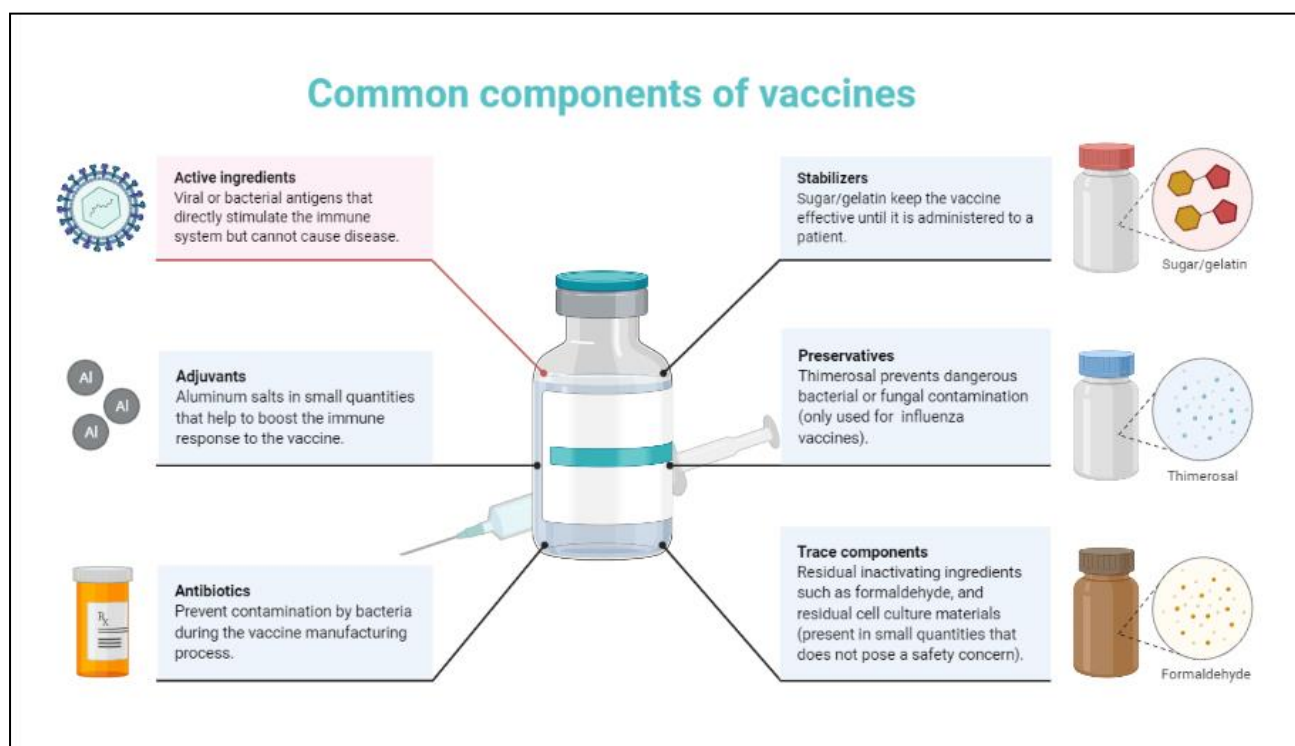 Common components of vaccines
Active ingredients
Viral or bacterial antigens that
directly stimulate the immune
system but cannot cause disease.
Stabilizers
Sugar/gelatin keep the vaccine
effective until it is administered to a
patient.
Sugar/gelatin
Adjuvants
Aluminum salts in small quantities
that help to boost the immune
response to the vaccine.
Al
Al
Al
Preservatives
Thimerosal prevents dangerous
bacterial or fungal contamination
(only used for influenza
vaccines).
Thimerosal
Antibiotics
Prevent contamination by bacteria
during the vaccine manufacturing
process.
Rx
Trace components
Residual inactivating ingredients
such as formaldehyde, and
residual cell culture materials
(present in small quantities that
does not pose a safety concern).
Formaldehyde